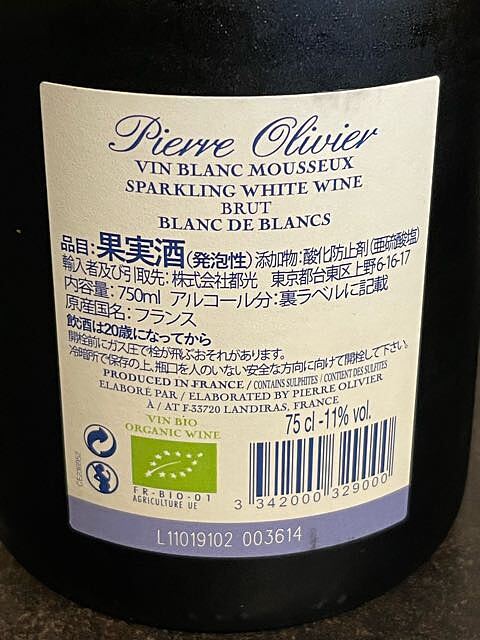 Pierre Olivier
VIN BLANC MOUSSEUX
SPARKLING WHITE WINE
BRUT
BLANC DE BLANCS
品目:果実酒(発泡性) 添加物:酸化防止剤(亜硫酸塩)
輸入者及び引取先:株式会社都光 東京都台東区上野6-16-17
内容量:750ml アルコール分:裏ラベルに記載
原産国名:フランス
飲酒は20歳になってから
開栓前にガス圧で栓が飛ぶおそれがあります。
冷暗所で保存の上、瓶口を人のいない安全な方向に向けて開栓して下さい。
PRODUCED IN FRANCE / CONTAINS SULPHITES / CONTIENT DES SULFITES
ELABORÉ PAR / ELABORATED BY PIERRE OLIVIER
À / AT F-33720 LANDIRAS, FRANCE
VIN BIO
ORGANIC WINE
75 cl -11% vol.
FR-BIO-01
AGRICULTURE UE
3 342000 329000
L11019102 003614